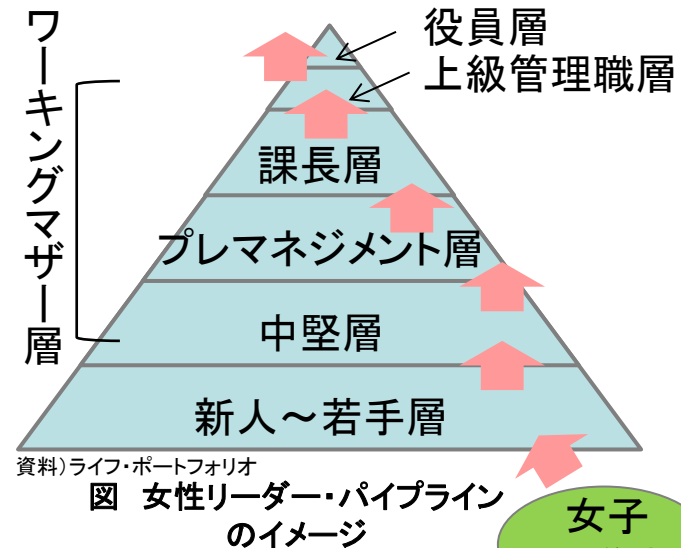 ワーキングマザー層
役員層
上級管理職層
課長層
プレマネジメント層
中堅層
新人～若手層
資料）ライフ・ポートフォリオ
図　女性リーダー・パイプライン
のイメージ
女子